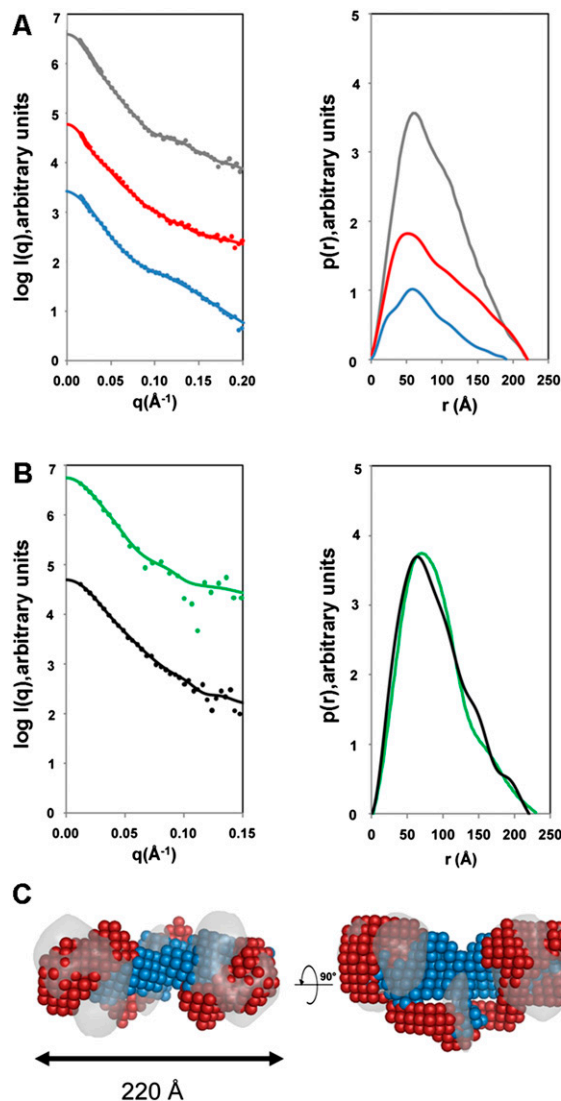 A
7
6
5
4
3
2
1
0
log I(q),arbitrary units
0.00 0.05 0.10 0.15 0.20
q(Å-1)
5
4
3
2
1
0
p(r),arbitrary units
0 50 100 150 200 250
r (Å)
B
7
6
5
4
3
2
1
0
log I(q),arbitrary units
0.00 0.05 0.10 0.15
q(Å-1)
5
4
3
2
1
0
p(r),arbitrary units
0 50 100 150 200 250
r (Å)
C
90°
220 Å